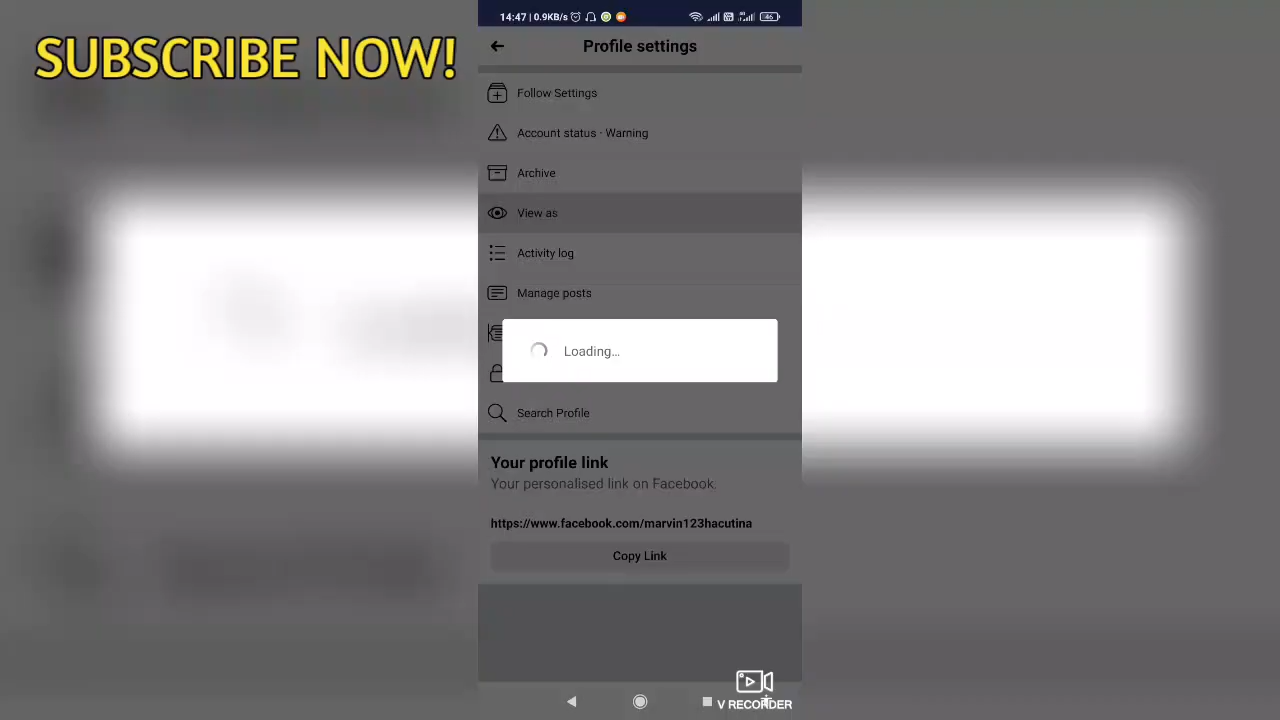 SUBSCRIBE NOW!
14:47 | 0.9KB/s
46
Profile settings
Follow Settings
Account status - Warning
Archive
View as
Activity log
Manage posts
Loading...
Search Profile
Your profile link
Your personalised link on Facebook.
https://www.facebook.com/marvin123hacutina
Copy Link
V RECORDER